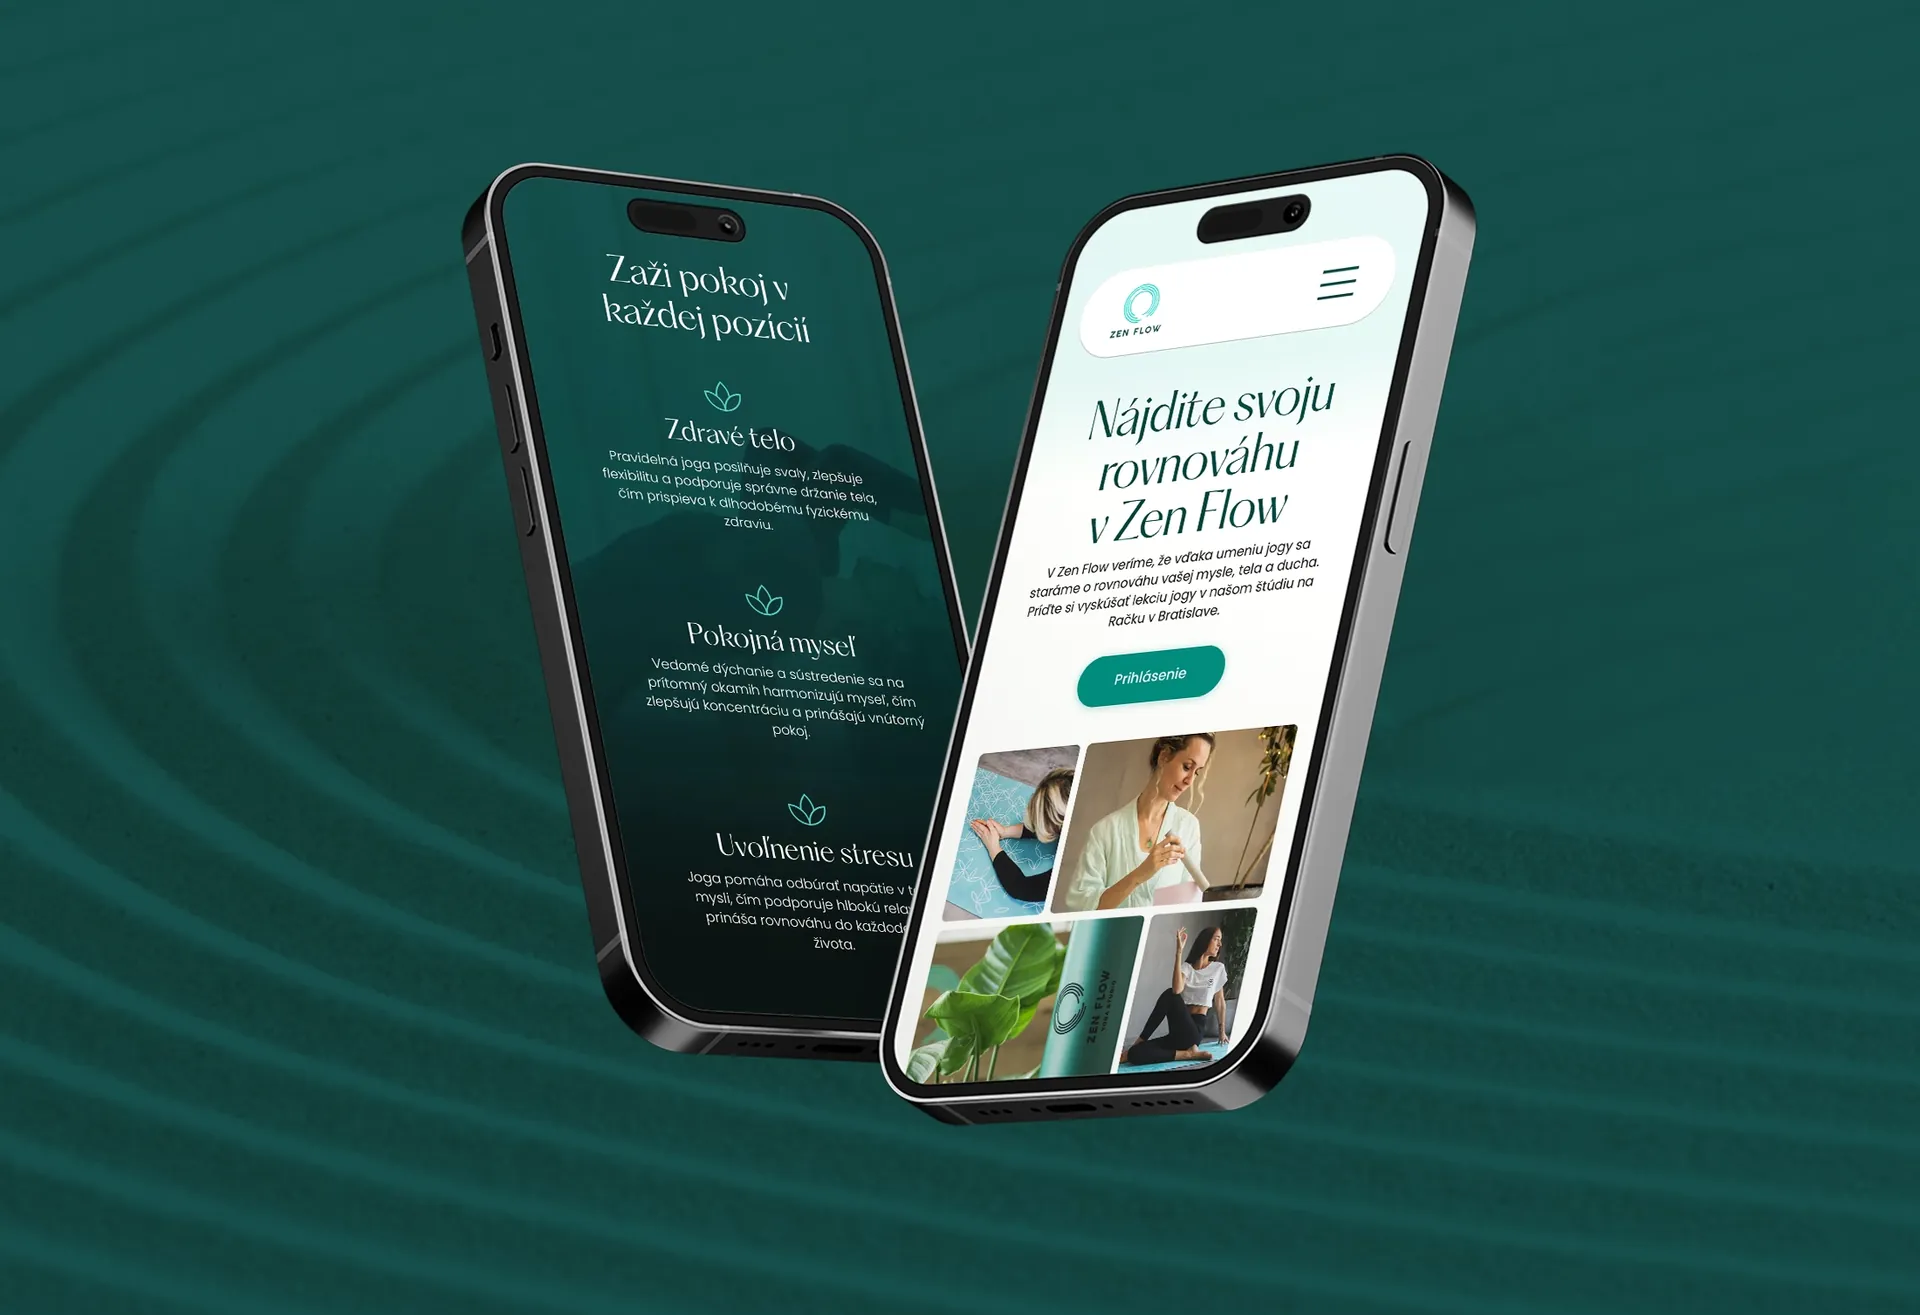 Zaži pokoj v
každej pozícií
Zdravé telo
Pravidelná joga posilňuje svaly, zlepšuje
flexibilitu a podporuje správne držanie tela,
čím prispieva k dlhodobému fyzickému
zdraviu.
Pokojná myseľ
Vedomé dýchanie a sústredenie sa na
prítomný okamih harmonizujú myseľ, čím
zlepšujú koncentráciu a prinášajú vnútorný
pokoj.
Uvoľnenie stresu
Joga pomáha odbúrať napätie v
mysli, čím podporuje hlbokú
prináša rovnováhu do
života.
ZEN FLOW
Nájdite svoju
rovnováhu
v Zen Flow
V Zen Flow veríme, že vďaka umeniu jogy sa
staráme o rovnováhu vašej mysle, tela a ducha.
Príďte si vyskúšať lekciu jogy v našom štúdiu na
Račku v Bratislave.
Prihlásenie
ZEN FLOW
YOGA STUDIO